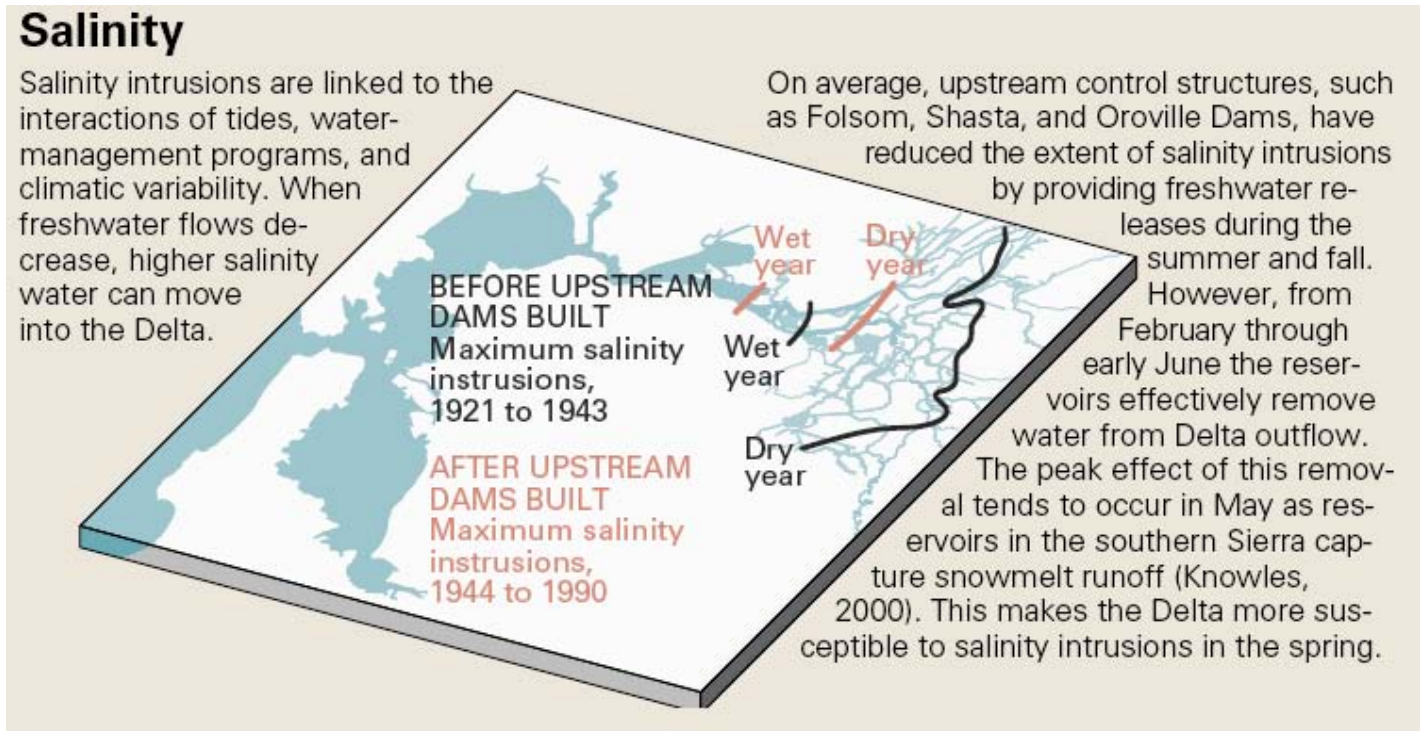 Salinity
Salinity intrusions are linked to the
interactions of tides, water-
management programs, and
climatic variability. When
freshwater flows de-
crease, higher salinity
water can move
into the Delta.
On average, upstream control structures, such
as Folsom, Shasta, and Oroville Dams, have
reduced the extent of salinity intrusions
by providing freshwater re-
leases during the
summer and fall.
However, from
February through
early June the reser-
voirs effectively remove
water from Delta outflow.
The peak effect of this remov-
al tends to occur in May as res-
ervoirs in the southern Sierra cap-
ture snowmelt runoff (Knowles,
2000). This makes the Delta more sus-
ceptible to salinity intrusions in the spring.
BEFORE UPSTREAM
DAMS BUILT
Maximum salinity
instrusions,
1921 to 1943
AFTER UPSTREAM
DAMS BUILT
Maximum salinity
instrusions,
1944 to 1990
Wet
year
Dry
year
Wet
year
Dry
year